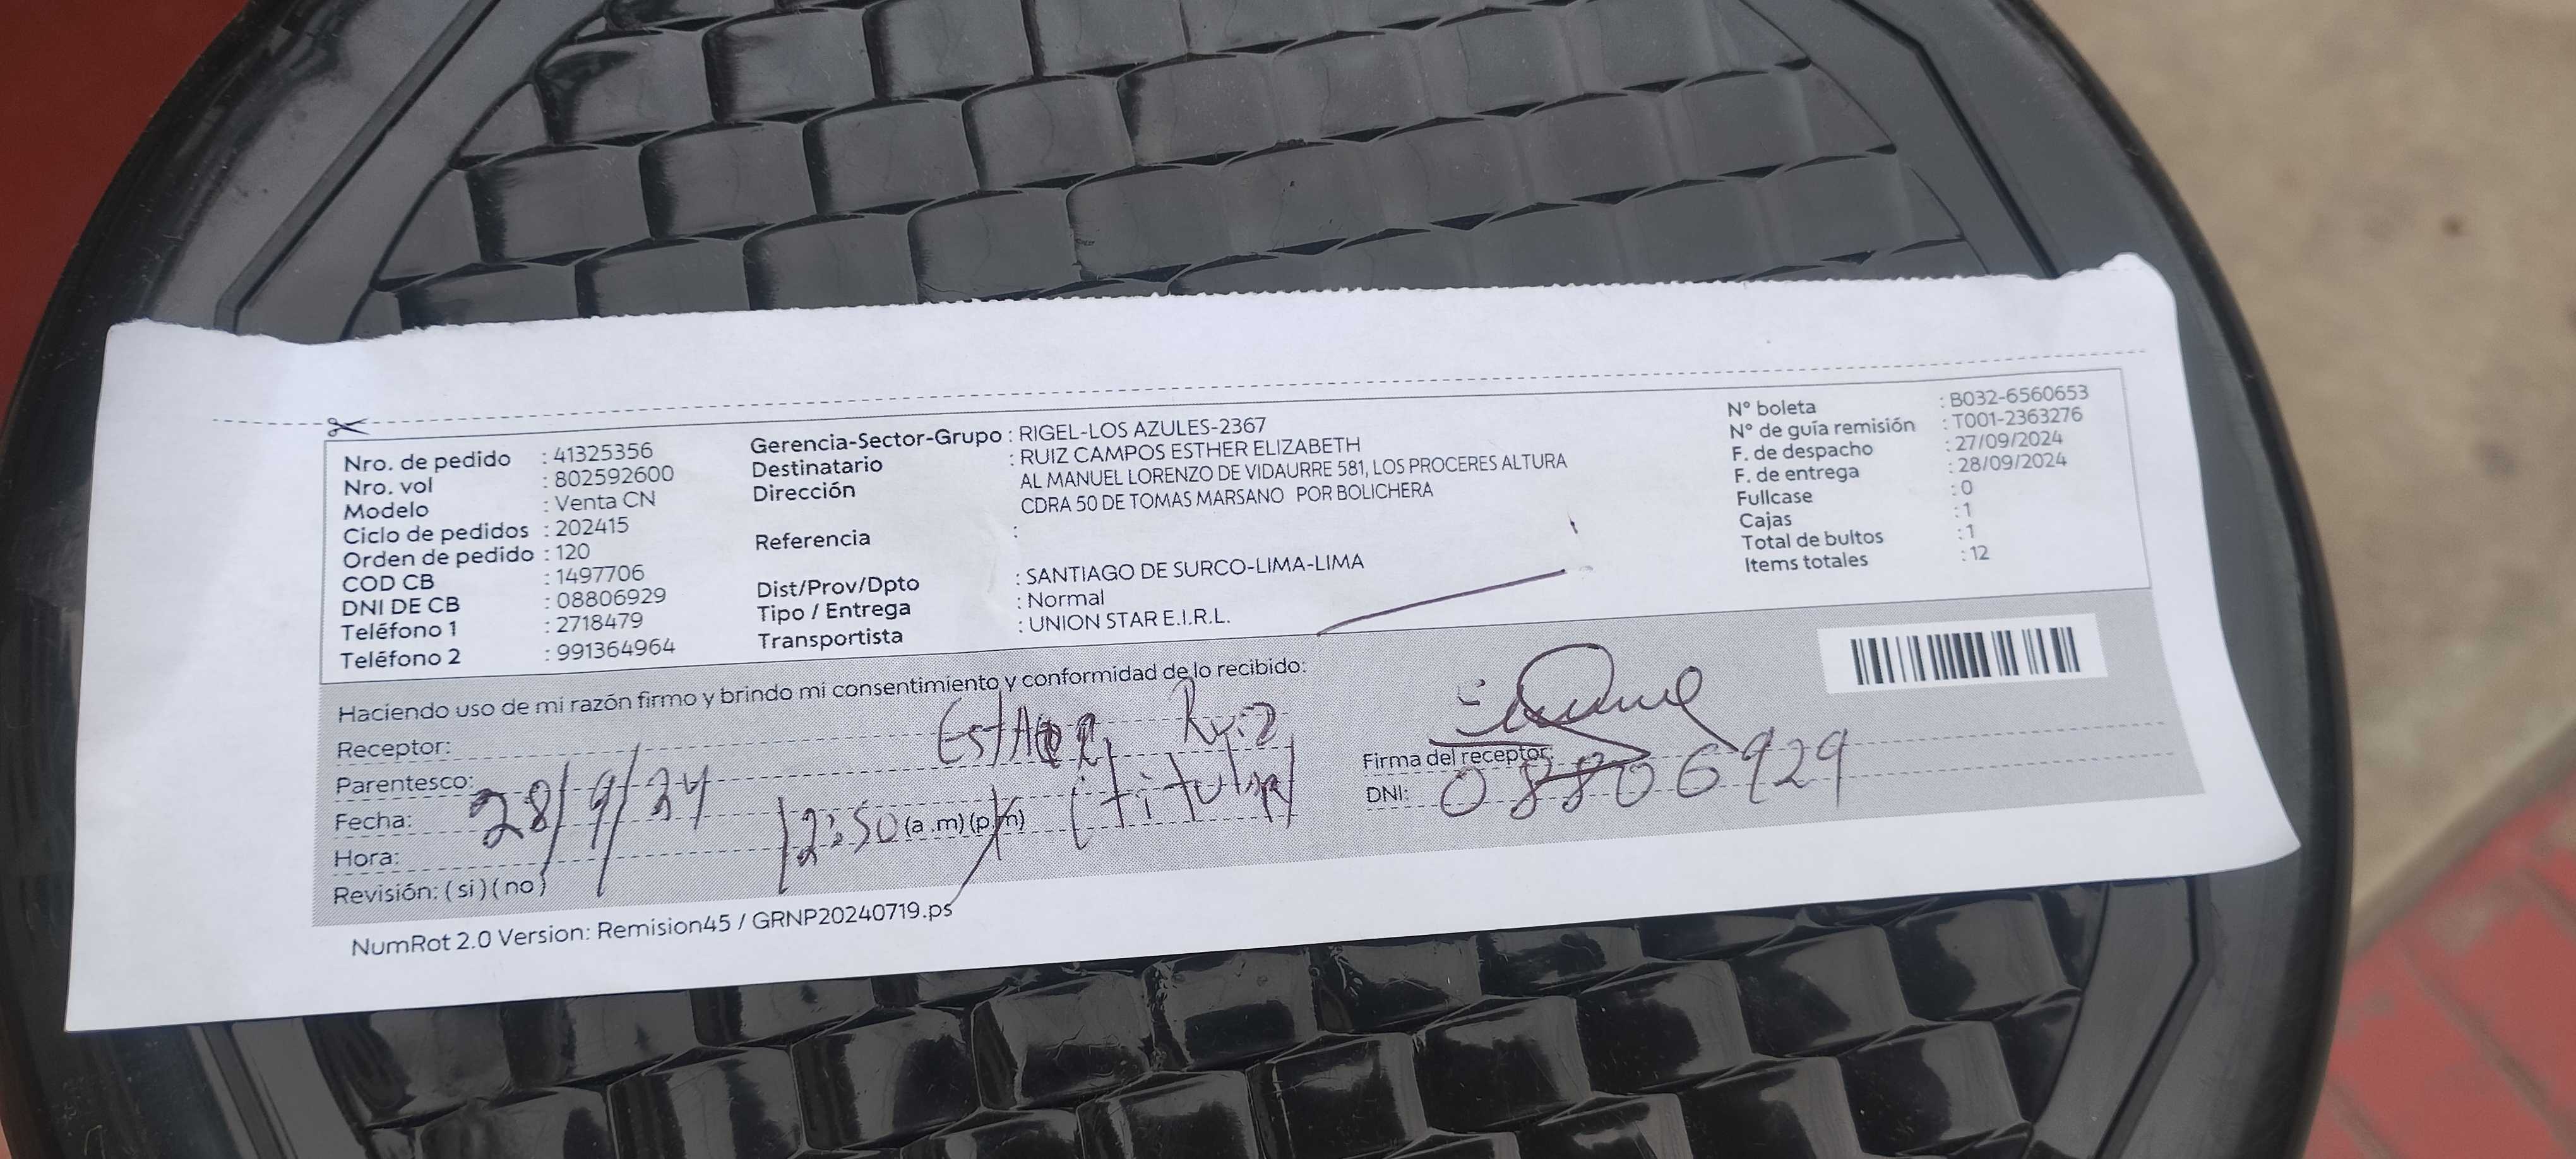 Nro. de pedido : 41325356
Nro. vol : 802592600
Modelo : Venta CN
Ciclo de pedidos : 202415
Orden de pedido : 120
COD CB : 1497706
DNI DE CB : 08806929
Teléfono 1 : 2718479
Teléfono 2 : 991364964
Gerencia-Sector-Grupo : RIGEL-LOS AZULES-2367
Destinatario : RUIZ CAMPOS ESTHER ELIZABETH
Dirección AL MANUEL LORENZO DE VIDAURRE 581, LOS PROCERES ALTURA
CDRA 50 DE TOMAS MARSANO POR BOLICHERA
Referencia :
Dist/Prov/Dpto : SANTIAGO DE SURCO-LIMA-LIMA
Tipo / Entrega : Normal
Transportista : UNION STAR E.I.R.L.
N° boleta : B032-6560653
N° de guía remisión : T001-2363276
F. de despacho : 27/09/2024
F. de entrega : 28/09/2024
Fullcase : 0
Cajas : 1
Total de bultos : 1
Items totales : 12
Haciendo uso de mi razón firmo y brindo mi consentimiento y conformidad de lo recibido:
Receptor: Esther Ruiz
Parentesco: (titular)
Fecha: 28/9/24
Hora: 12:50 (a.m)(p.m)
Revisión: (si)(no)
Firma del receptor:
DNI: 08806929
NumRot 2.0 Version: Remision45 / GRNP20240719.ps